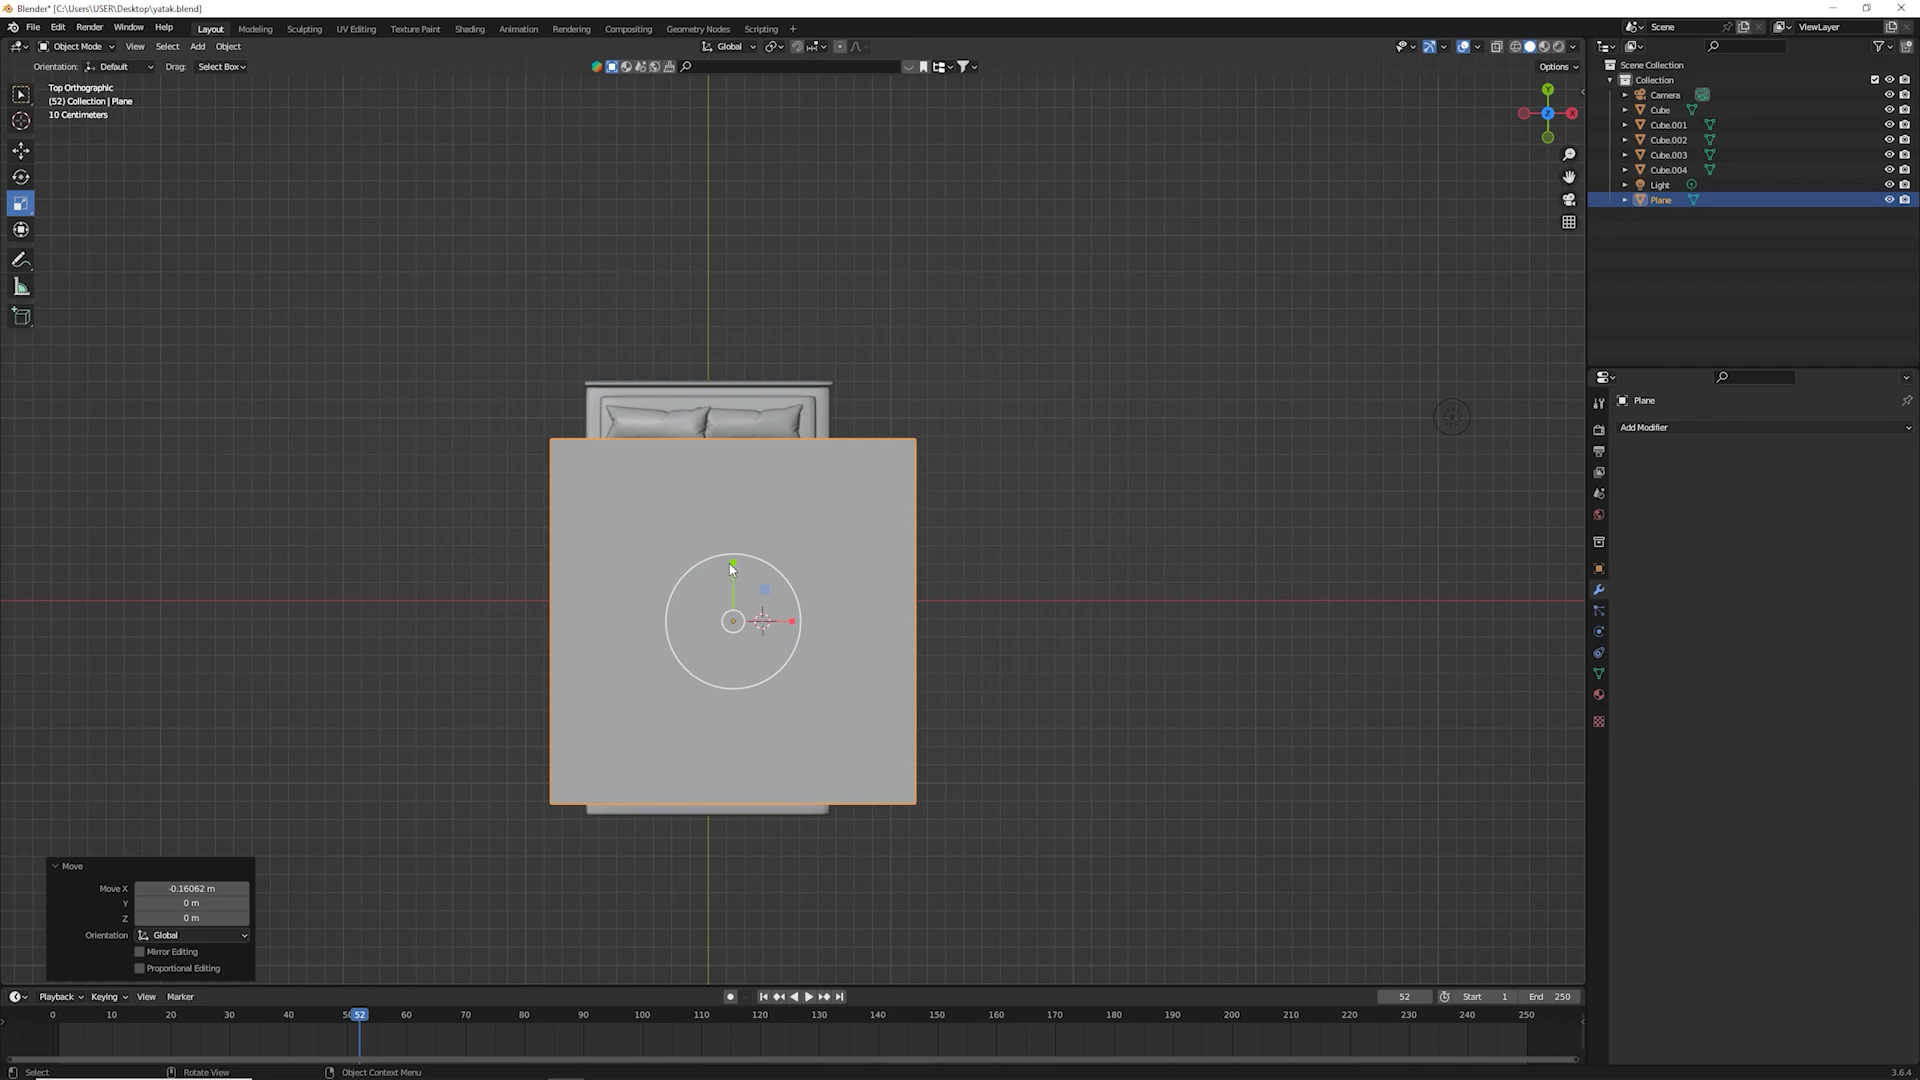 Blender* [C:\Users\USER\Desktop\yatak.blend]
File Edit Render Window Help Layout Modeling Sculpting UV Editing Texture Paint Shading Animation Rendering Compositing Geometry Nodes Scripting + Scene ViewLayer
Object Mode View Select Add Object Global
Orientation: Default Drag: Select Box Options
Top Orthographic
(52) Collection | Plane
10 Centimeters
Y
Z
X
Scene Collection
Collection
Camera
Cube
Cube.001
Cube.002
Cube.003
Cube.004
Light
Plane
Plane
Add Modifier
Move
Move X -0.16062 m
Y 0 m
Z 0 m
Orientation Global
Mirror Editing
Proportional Editing
Playback Keying View Marker 52 Start 1 End 250
0 10 20 30 40 50 52 60 70 80 90 100 110 120 130 140 150 160 170 180 190 200 210 220 230 240 250
Select Rotate View Object Context Menu 3.6.4